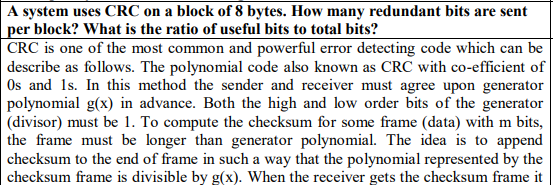 A system uses CRC on a block of 8 bytes. How many redundant bits are sent
per block? What is the ratio of useful bits to total bits?
CRC is one of the most common and powerful error detecting code which can be
describe as follows. The polynomial code also known as CRC with co-efficient of
0s and 1s. In this method the sender and receiver must agree upon generator
polynomial g(x) in advance. Both the high and low order bits of the generator
(divisor) must be 1. To compute the checksum for some frame (data) with m bits,
the frame must be longer than generator polynomial. The idea is to append
checksum to the end of frame in such a way that the polynomial represented by the
checksum frame is divisible by g(x). When the receiver gets the checksum frame it